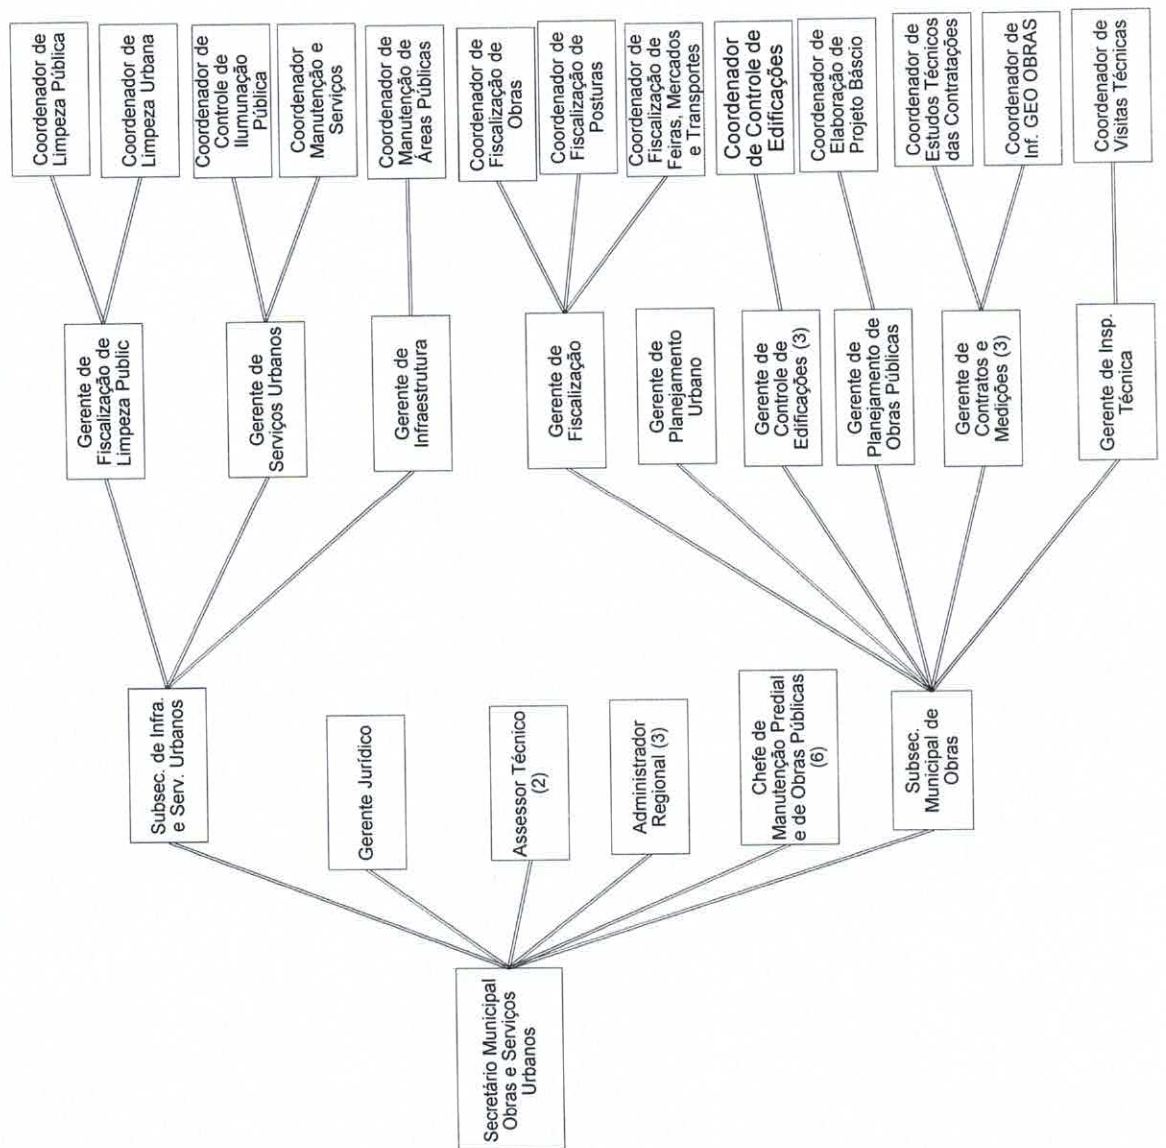 Secretário Municipal
Obras e Serviços
Urbanos
Subsec. de Infra.
e Serv. Urbanos
Gerente Jurídico
Assessor Técnico
(2)
Administrador
Regional (3)
Chefe de
Manutenção Predial
e de Obras Públicas
(6)
Subsec.
Municipal de
Obras
Gerente de
Fiscalização de
Limpeza Public
Gerente de
Serviços Urbanos
Gerente de
Infraestrutura
Gerente de
Fiscalização
Gerente de
Planejamento
Urbano
Gerente de
Controle de
Edificações (3)
Gerente de
Planejamento de
Obras Públicas
Gerente de
Contratos e
Medições (3)
Gerente de Insp.
Técnica
Coordenador de
Limpeza Pública
Coordenador de
Limpeza Urbana
Coordenador de
Controle de
Ilumunação
Pública
Coordenador
Manutenção e
Serviços
Coordenador de
Manutenção de
Áreas Públicas
Coordenador de
Fiscalização de
Obras
Coordenador de
Fiscalização de
Posturas
Coordenador de
Fiscalização de
Feiras, Mercados
e Transportes
Coordenador
de Controle de
Edificações
Coordenador de
Elaboração de
Projeto Báscio
Coordenador de
Estudos Técnicos
das Contratações
Coordenador de
Inf. GEO OBRAS
Coordenador de
Visitas Técnicas